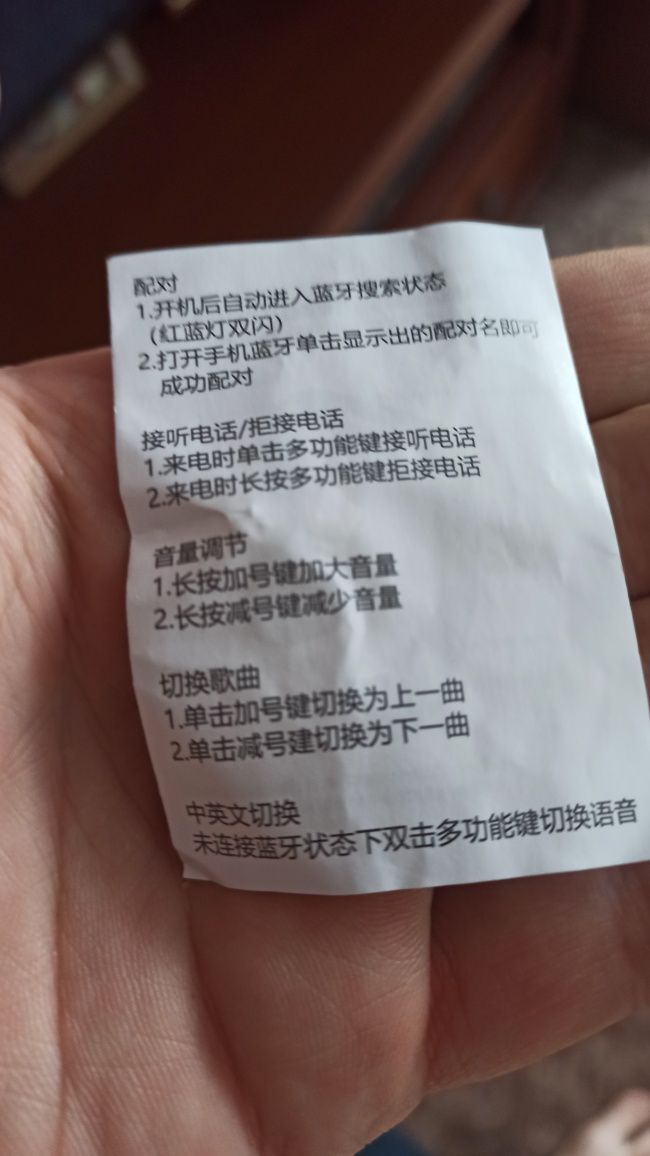 配对
1.开机后自动进入蓝牙搜索状态
（红蓝灯双闪）
2.打开手机蓝牙单击显示出的配对名即可
成功配对
接听电话/拒接电话
1.来电时单击多功能键接听电话
2.来电时长按多功能键拒接电话
音量调节
1.长按加号键加大音量
2.长按减号键减少音量
切换歌曲
1.单击加号键切换为上一曲
2.单击减号建切换为下一曲
中英文切换
未连接蓝牙状态下双击多功能键切换语音